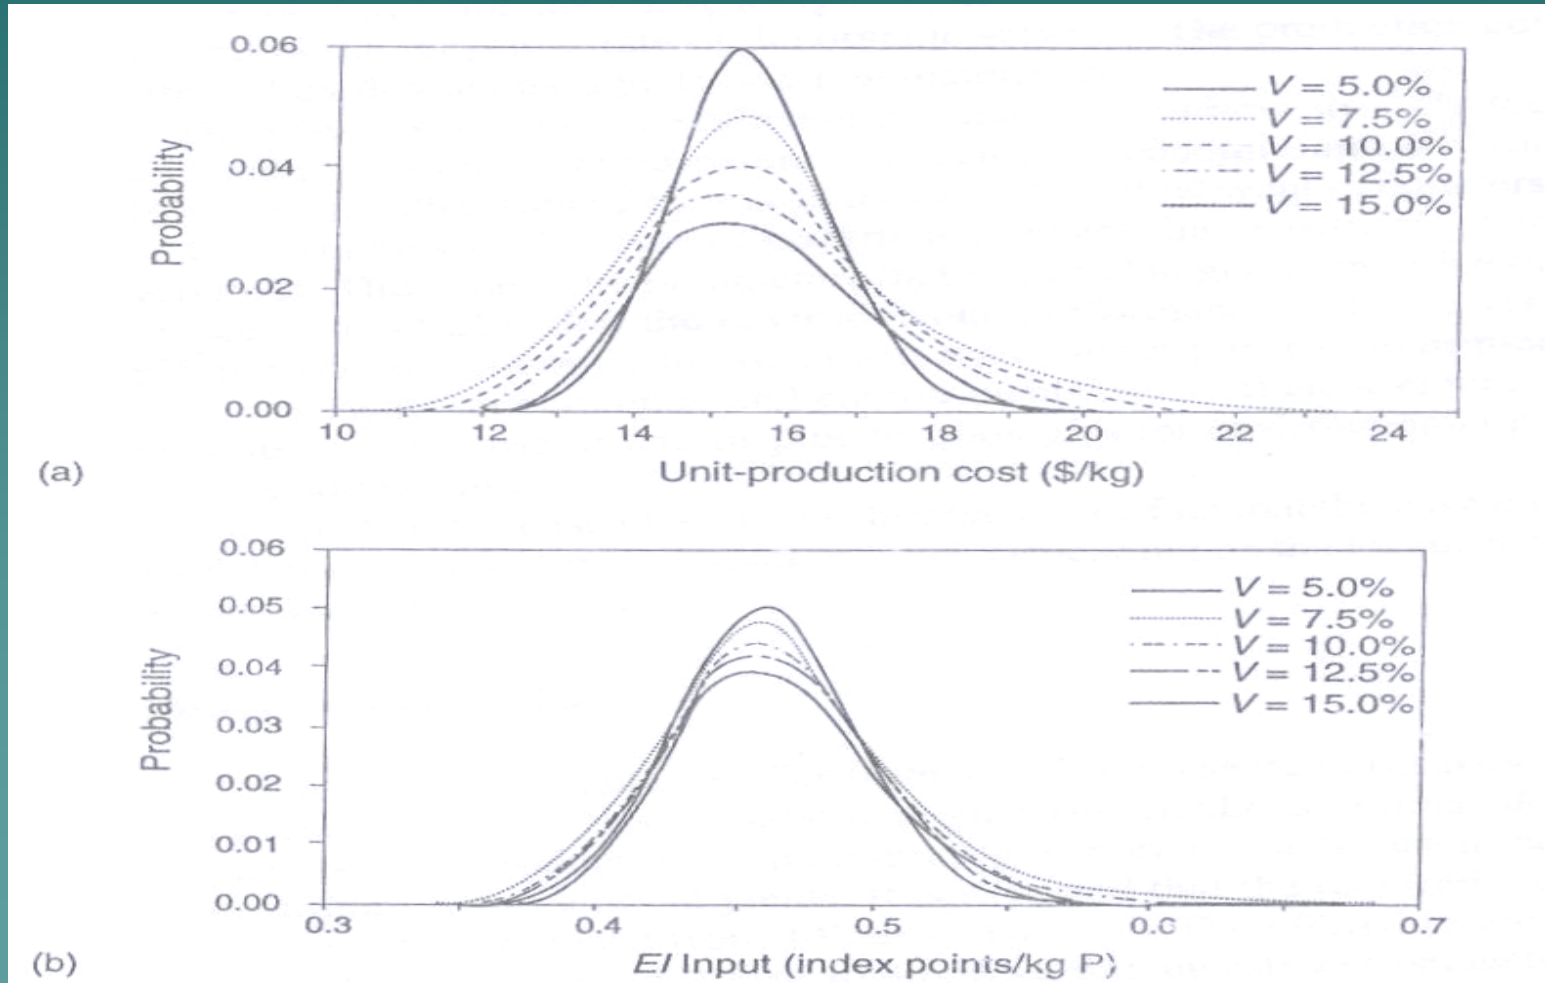 0.06
0.04
0.02
0.00
Probability
V = 5.0%
V = 7.5%
V = 10.0%
V = 12.5%
V = 15.0%
10 12 14 16 18 20 22 24
(a)
Unit-production cost ($/kg)
0.06
0.05
0.04
0.03
0.02
0.01
0.00
Probability
V = 5.0%
V = 7.5%
V = 10.0%
V = 12.5%
V = 15.0%
0.3 0.4 0.5 0.6 0.7
(b)
EI Input (index points/kg P)